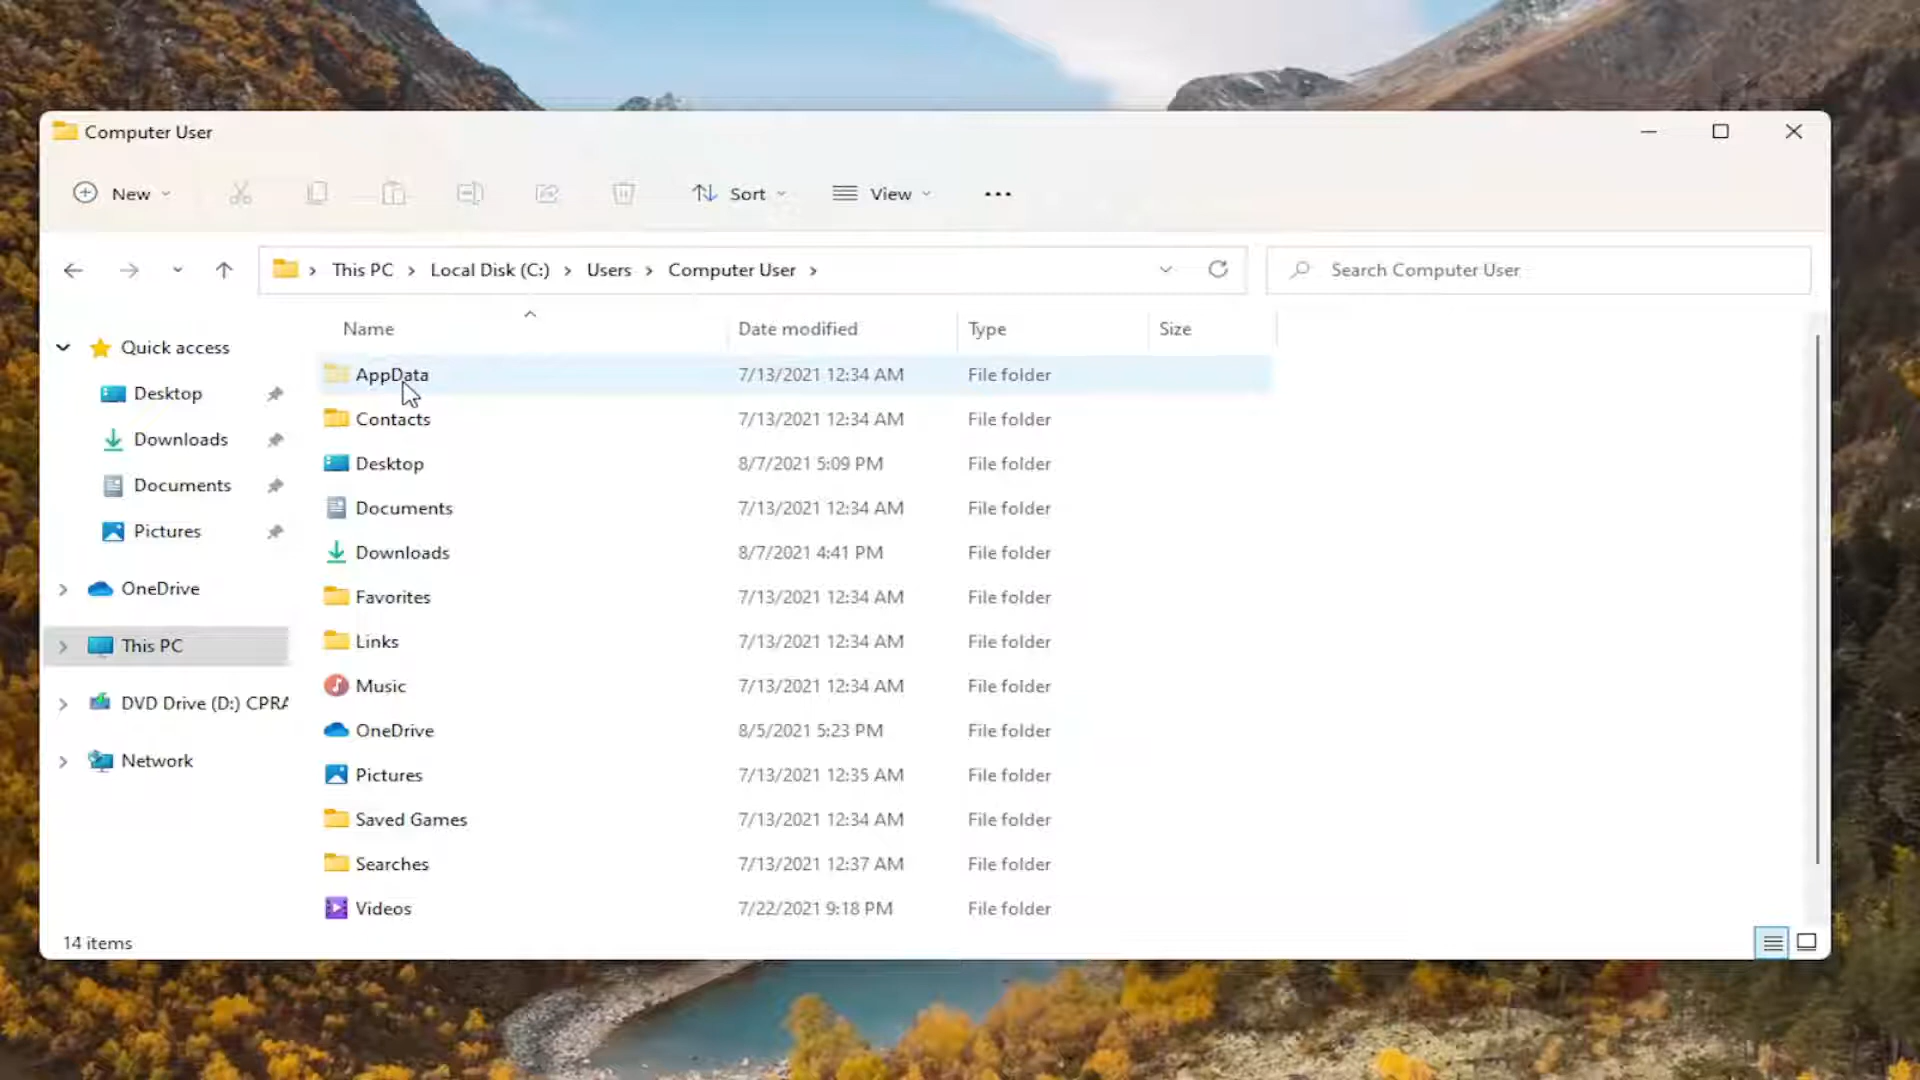 Computer User
New Sort View
This PC Local Disk (C:) Users Computer User Search Computer User
Name Date modified Type Size
Quick access
Desktop
Downloads
Documents
Pictures
OneDrive
This PC
DVD Drive (D:) CPRA
Network
AppData 7/13/2021 12:34 AM File folder
Contacts 7/13/2021 12:34 AM File folder
Desktop 8/7/2021 5:09 PM File folder
Documents 7/13/2021 12:34 AM File folder
Downloads 8/7/2021 4:41 PM File folder
Favorites 7/13/2021 12:34 AM File folder
Links 7/13/2021 12:34 AM File folder
Music 7/13/2021 12:34 AM File folder
OneDrive 8/5/2021 5:23 PM File folder
Pictures 7/13/2021 12:35 AM File folder
Saved Games 7/13/2021 12:34 AM File folder
Searches 7/13/2021 12:37 AM File folder
Videos 7/22/2021 9:18 PM File folder
14 items